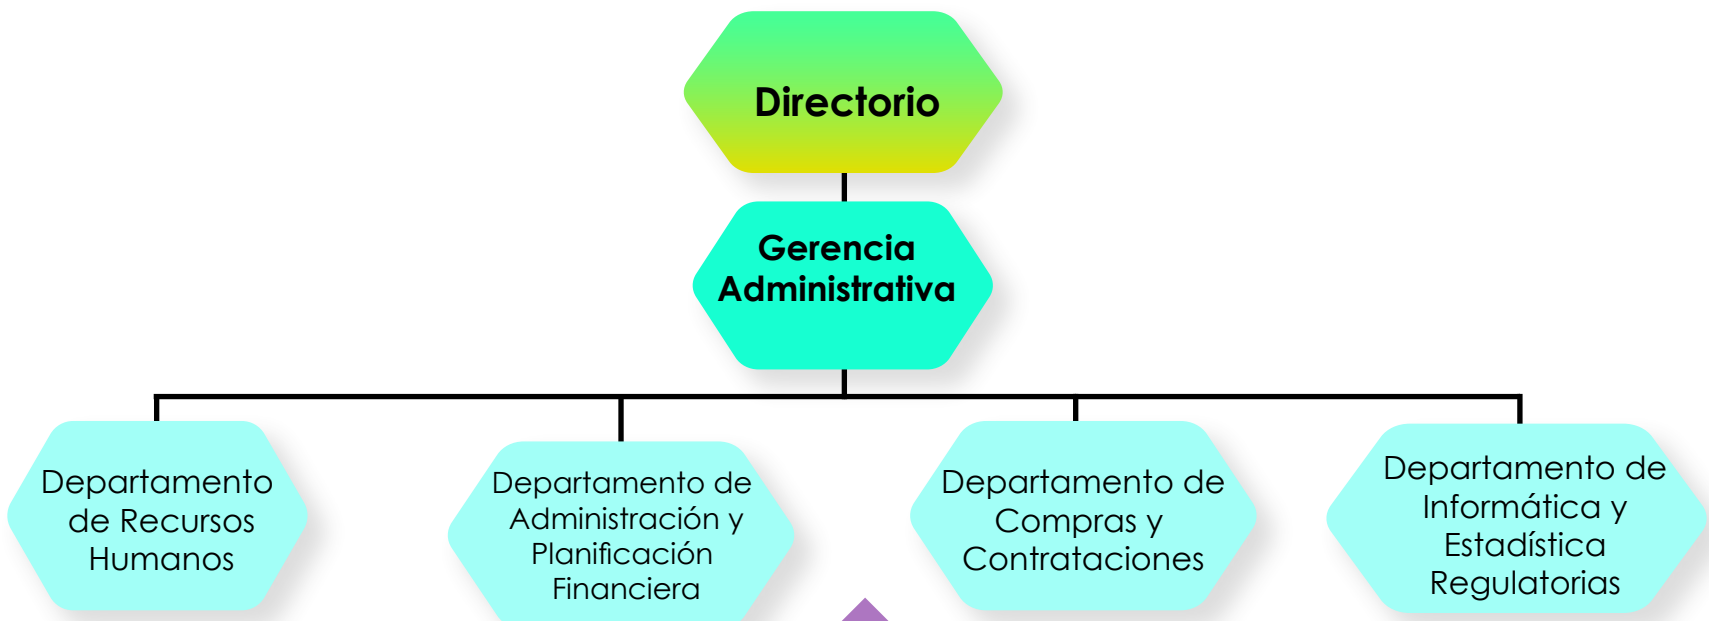 Directorio
Gerencia
Administrativa
Departamento
de Recursos
Humanos
Departamento de
Administración y
Planificación
Financiera
Departamento de
Compras y
Contrataciones
Departamento de
Informática y
Estadística
Regulatorias